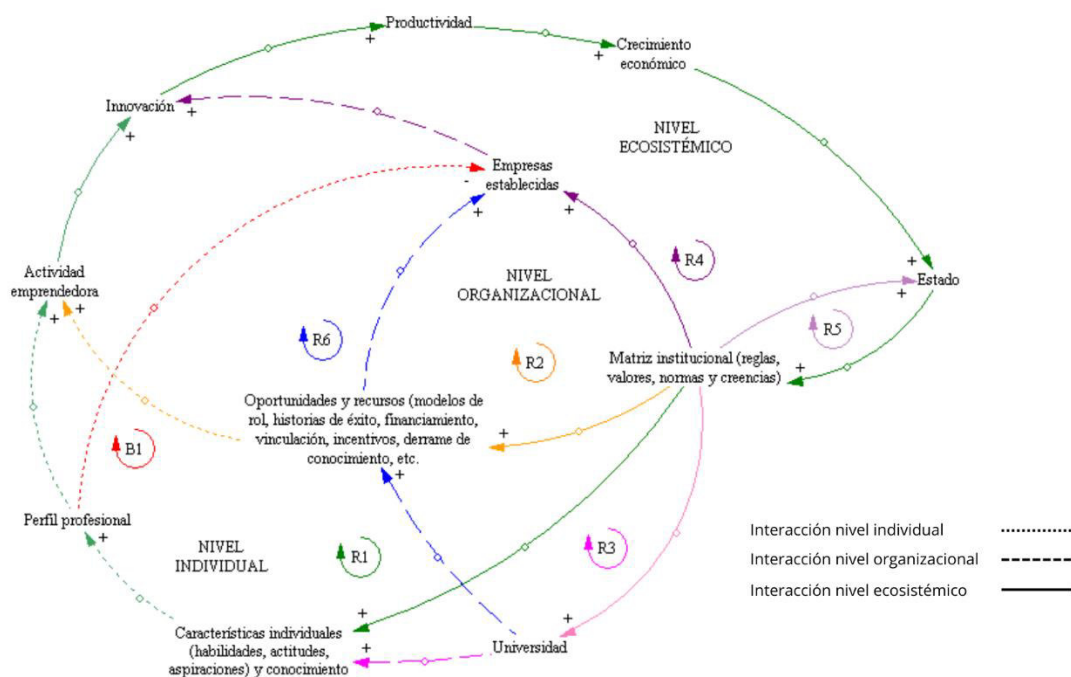 Productividad
+
Crecimiento
económico
+
Innovación
+
+
NIVEL
ECOSISTÉMICO
Empresas
establecidas
-
+
+
R4
Actividad
emprendedora
+
+
NIVEL
ORGANIZACIONAL
+
Estado
+
R5
R6
R2
Matriz institucional (reglas,
valores, normas y creencias)
+
Oportunidades y recursos (modelos de
rol, historias de éxito, financiamiento,
vinculación, incentivos, derrame de
conocimiento, etc.
+
+
B1
Perfil profesional
+
NIVEL
INDIVIDUAL
R1
R3
Interacción nivel individual
Interacción nivel organizacional
Interacción nivel ecosistémico
Características individuales
(habilidades, actitudes,
aspiraciones) y conocimiento
+
+
Universidad
+